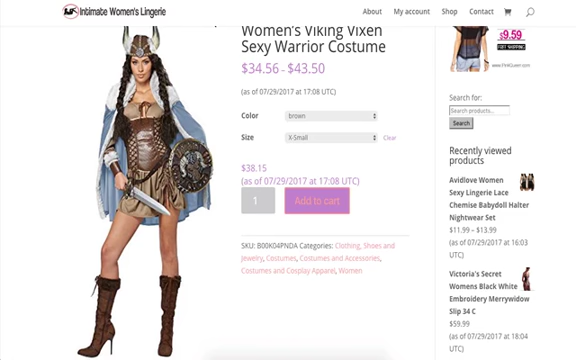 Intimate Women's Lingerie
About
My account
Shop
Contact
Women's Viking Vixen
Sexy Warrior Costume
$34.56 - $43.50
(as of 07/29/2017 at 17:08 UTC)
Color
brown
Size
X-Small
Clear
$38.15
(as of 07/29/2017 at 17:08 UTC)
1
Add to cart
SKU: B00K04PNDA Categories: Clothing, Shoes and
Jewelry, Costumes, Costumes and Accessories,
Costumes and Cosplay Apparel, Women
$9.59
FREE SHIPPING
Search for:
Search products...
Search
Recently viewed
products
Avidlove Women
Sexy Lingerie Lace
Chemise Babydoll Halter
Nightwear Set
$11.99 - $13.99
(as of 07/29/2017 at 16:03
UTC)
Victoria's Secret
Womens Black White
Embroidery Merrywidow
Slip 34 C
$59.99
(as of 07/29/2017 at 18:04
UTC)